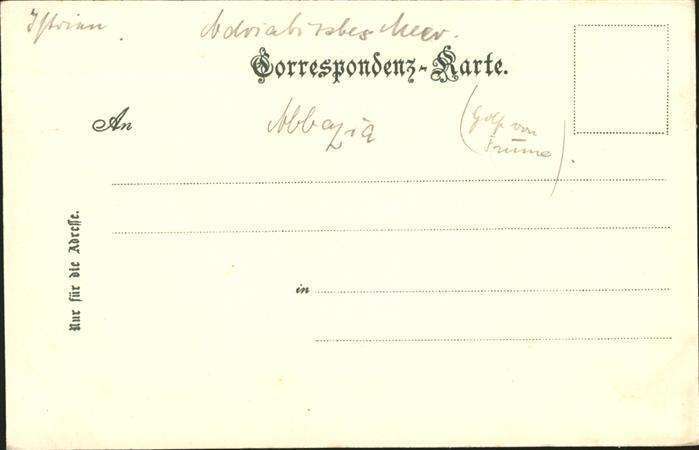 Istrien. Adriatisches Meer.
Correspondenz-Karte.
An Abbazia (Golf von
Fiume).
in
Nur für die Adresse.